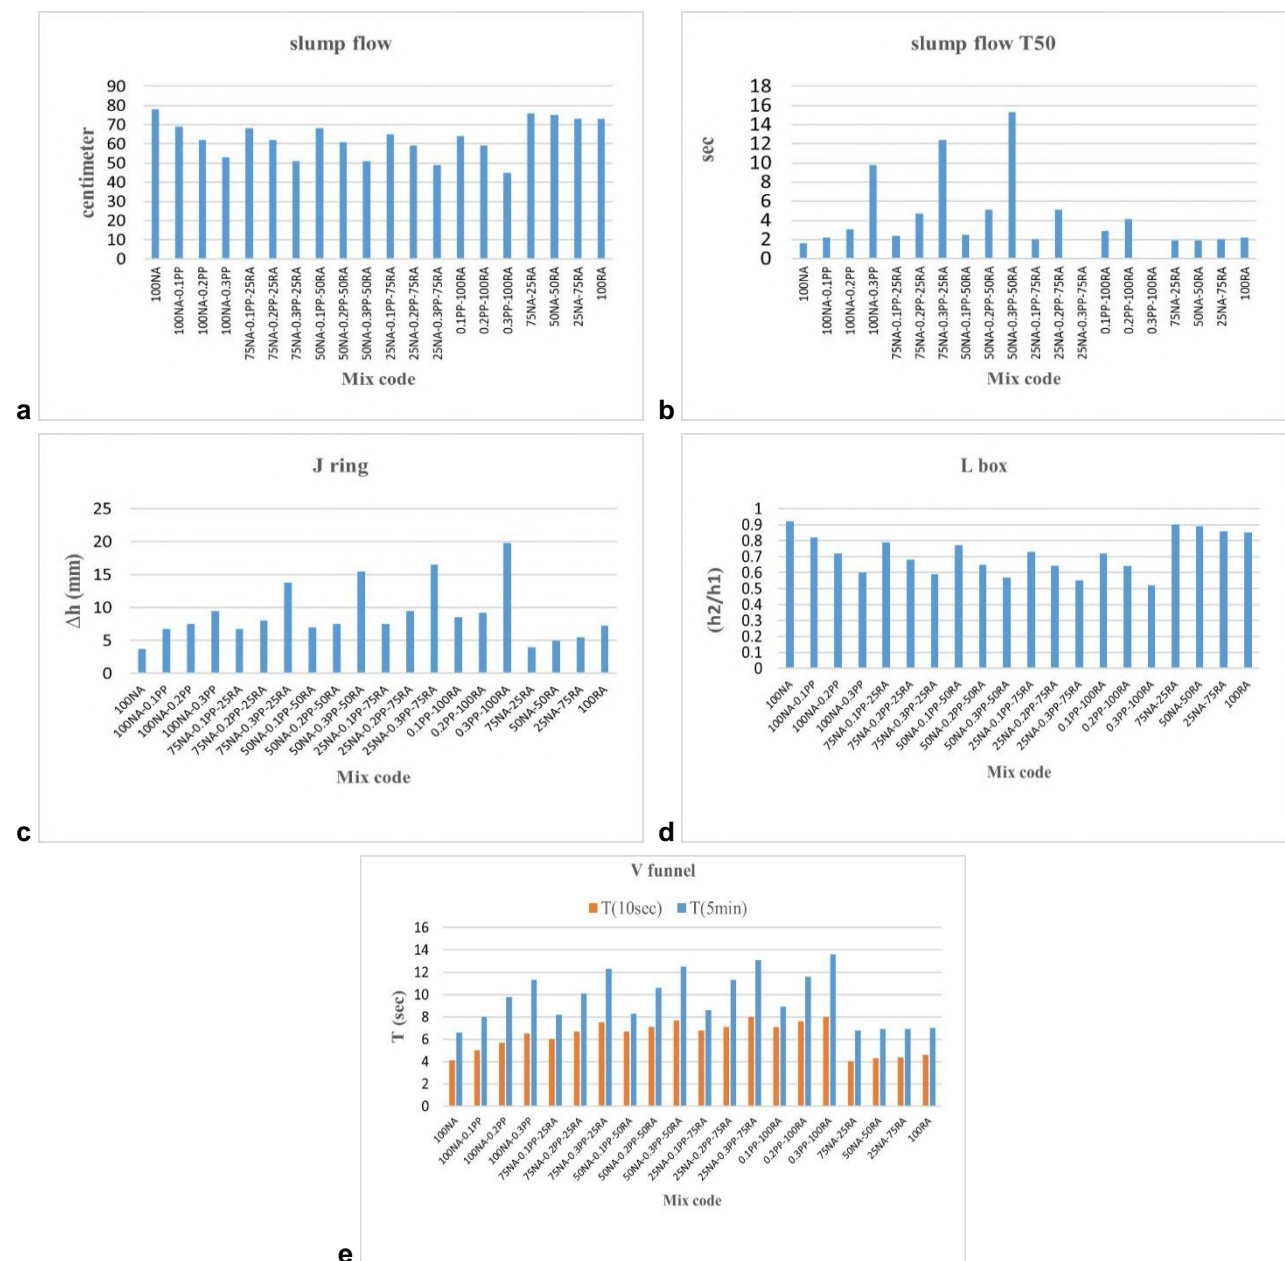 slump flow
centimeter
90
80
70
60
50
40
30
20
10
0
100NA
100NA-0.1PP
100NA-0.2PP
100NA-0.3PP
75NA-0.1PP-25RA
75NA-0.2PP-25RA
75NA-0.3PP-25RA
50NA-0.1PP-50RA
50NA-0.2PP-50RA
50NA-0.3PP-50RA
25NA-0.1PP-75RA
25NA-0.2PP-75RA
25NA-0.3PP-75RA
0.1PP-100RA
0.2PP-100RA
0.3PP-100RA
75NA-25RA
50NA-50RA
25NA-75RA
100RA
Mix code
a
slump flow T50
sec
18
16
14
12
10
8
6
4
2
0
100NA
100NA-0.1PP
100NA-0.2PP
100NA-0.3PP
75NA-0.1PP-25RA
75NA-0.2PP-25RA
75NA-0.3PP-25RA
50NA-0.1PP-50RA
50NA-0.2PP-50RA
50NA-0.3PP-50RA
25NA-0.1PP-75RA
25NA-0.2PP-75RA
25NA-0.3PP-75RA
0.1PP-100RA
0.2PP-100RA
0.3PP-100RA
75NA-25RA
50NA-50RA
25NA-75RA
100RA
Mix code
b
J ring
Δh (mm)
25
20
15
10
5
0
100NA
100NA-0.1PP
100NA-0.2PP
100NA-0.3PP
75NA-0.1PP-25RA
75NA-0.2PP-25RA
75NA-0.3PP-25RA
50NA-0.1PP-50RA
50NA-0.2PP-50RA
50NA-0.3PP-50RA
25NA-0.1PP-75RA
25NA-0.2PP-75RA
25NA-0.3PP-75RA
0.1PP-100RA
0.2PP-100RA
0.3PP-100RA
75NA-25RA
50NA-50RA
25NA-75RA
100RA
Mix code
c
L box
(h2/h1)
1
0.9
0.8
0.7
0.6
0.5
0.4
0.3
0.2
0.1
0
100NA
100NA-0.1PP
100NA-0.2PP
100NA-0.3PP
75NA-0.1PP-25RA
75NA-0.2PP-25RA
75NA-0.3PP-25RA
50NA-0.1PP-50RA
50NA-0.2PP-50RA
50NA-0.3PP-50RA
25NA-0.1PP-75RA
25NA-0.2PP-75RA
25NA-0.3PP-75RA
0.1PP-100RA
0.2PP-100RA
0.3PP-100RA
75NA-25RA
50NA-50RA
25NA-75RA
100RA
Mix code
d
V funnel
T(10sec) T(5min)
T (sec)
16
14
12
10
8
6
4
2
0
100NA
100NA-0.1PP
100NA-0.2PP
100NA-0.3PP
75NA-0.1PP-25RA
75NA-0.2PP-25RA
75NA-0.3PP-25RA
50NA-0.1PP-50RA
50NA-0.2PP-50RA
50NA-0.3PP-50RA
25NA-0.1PP-75RA
25NA-0.2PP-75RA
25NA-0.3PP-75RA
0.1PP-100RA
0.2PP-100RA
0.3PP-100RA
75NA-25RA
50NA-50RA
25NA-75RA
100RA
Mix code
e